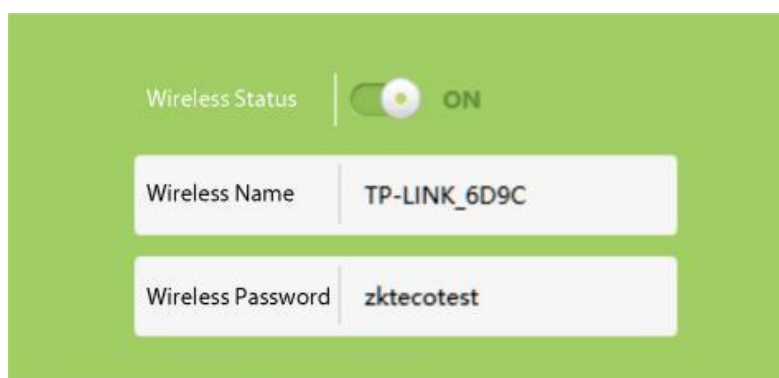 Wireless Status ON
Wireless Name TP-LINK_6D9C
Wireless Password zktecotest